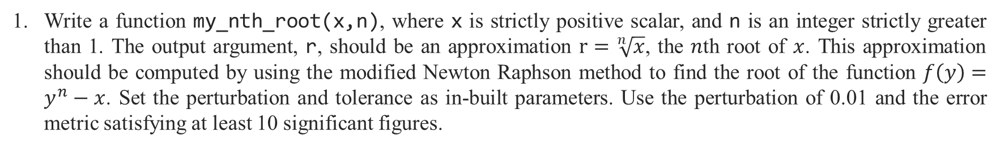 1. Write a function my_nth_root(x,n), where x is strictly positive scalar, and n is an integer strictly greater
than 1. The output argument, r, should be an approximation r = ⁿ√x, the nth root of x. This approximation
should be computed by using the modified Newton Raphson method to find the root of the function f(y) =
yⁿ − x. Set the perturbation and tolerance as in-built parameters. Use the perturbation of 0.01 and the error
metric satisfying at least 10 significant figures.